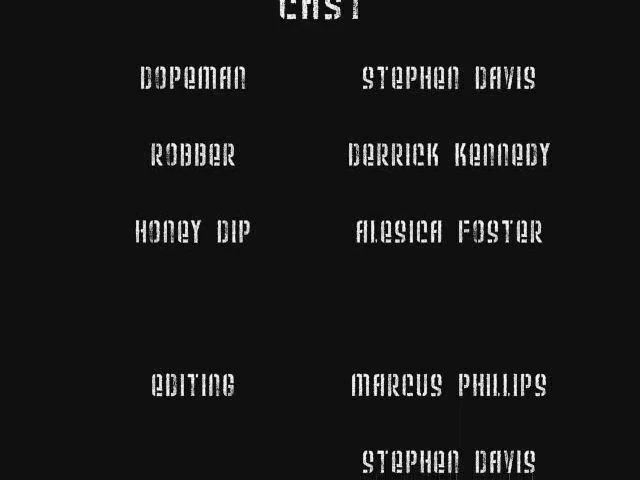 CAST
DOPEMAN STEPHEN DAVIS
ROBBER DERRICK KENNEDY
HONEY DIP ALESICA FOSTER
EDITING MARCUS PHILLIPS
STEPHEN DAVIS